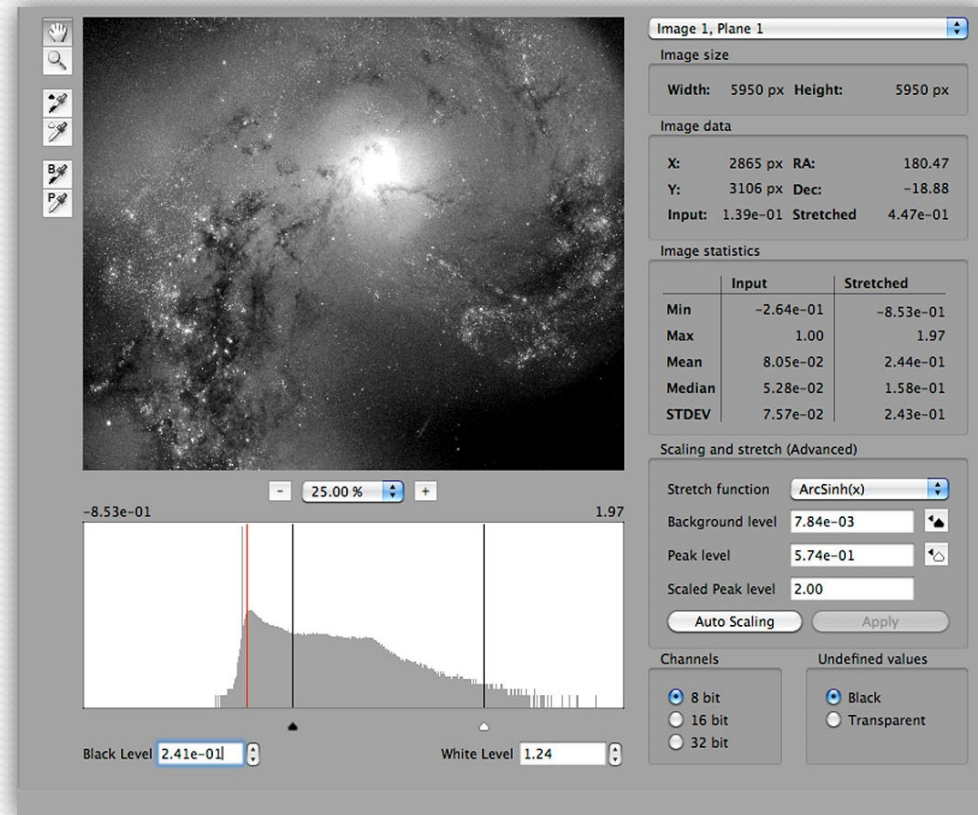 Image 1, Plane 1
Image size
Width: 5950 px Height: 5950 px
Image data
X: 2865 px RA: 180.47
Y: 3106 px Dec: -18.88
Input: 1.39e-01 Stretched 4.47e-01
Image statistics
Input Stretched
Min -2.64e-01 -8.53e-01
Max 1.00 1.97
Mean 8.05e-02 2.44e-01
Median 5.28e-02 1.58e-01
STDEV 7.57e-02 2.43e-01
Scaling and stretch (Advanced)
Stretch function ArcSinh(x)
Background level 7.84e-03
Peak level 5.74e-01
Scaled Peak level 2.00
Auto Scaling Apply
Channels Undefined values
8 bit Black
16 bit Transparent
32 bit
B
P
- 25.00 % +
-8.53e-01 1.97
Black Level 2.41e-01 White Level 1.24